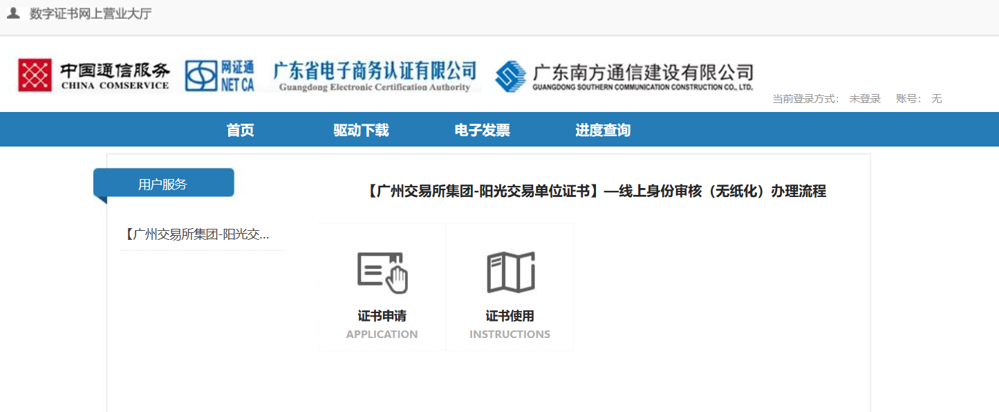 数字证书网上营业大厅
中国通信服务
CHINA COMSERVICE
网证通
NET CA
广东省电子商务认证有限公司
Guangdong Electronic Certification Authority
广东南方通信建设有限公司
GUANGDONG SOUTHERN COMMUNICATION CONSTRUCTION CO., LTD.
当前登录方式： 未登录 账号： 无
首页 驱动下载 电子发票 进度查询
用户服务
【广州交易所集团-阳光交...
【广州交易所集团-阳光交易单位证书】—线上身份审核（无纸化）办理流程
证书申请
APPLICATION
证书使用
INSTRUCTIONS